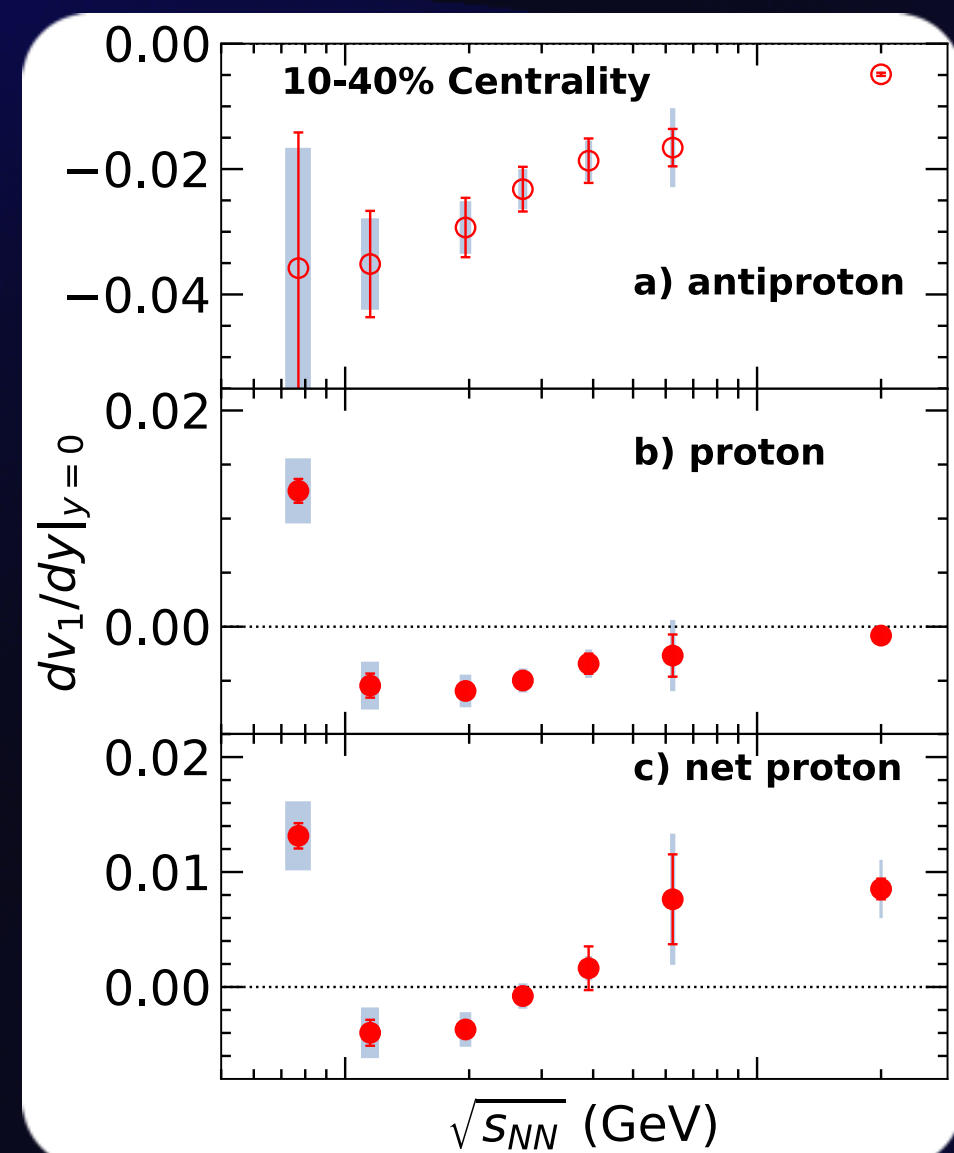 0.00
10-40% Centrality
−0.02
a) antiproton
−0.04
0.02
b) proton
0.00
dv₁/dy|y = 0
0.02
c) net proton
0.01
0.00
√sNN (GeV)